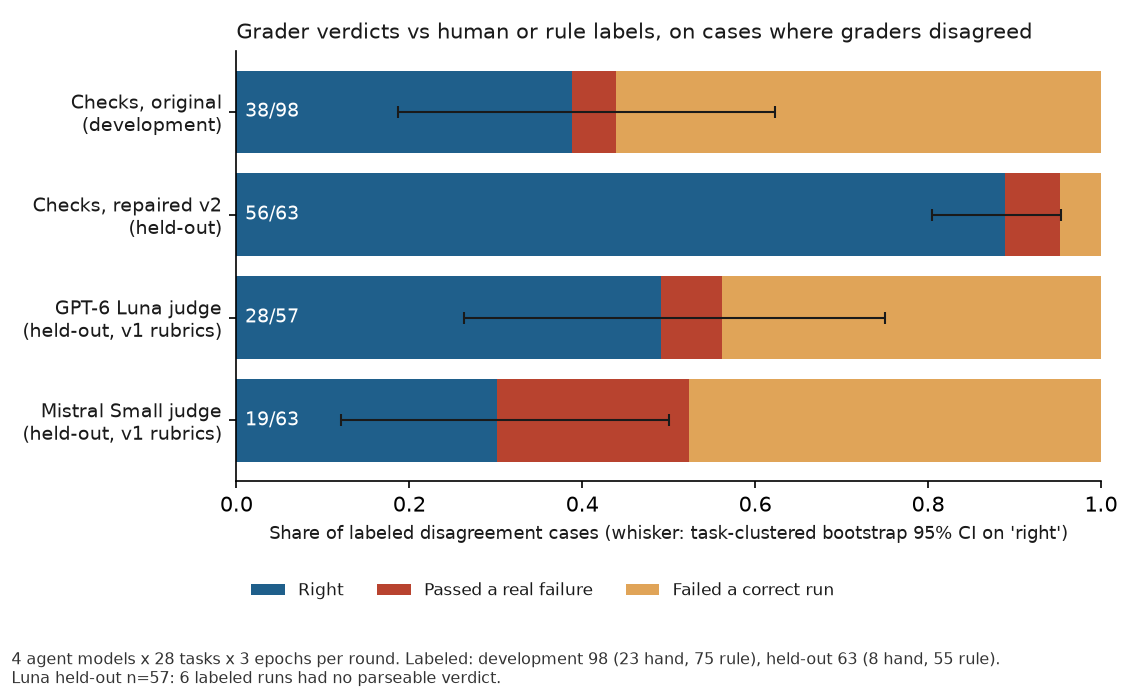 Grader verdicts vs human or rule labels, on cases where graders disagreed
Checks, original
(development)
38/98
Checks, repaired v2
(held-out)
56/63
GPT-6 Luna judge
(held-out, v1 rubrics)
28/57
Mistral Small judge
(held-out, v1 rubrics)
19/63
0.0 0.2 0.4 0.6 0.8 1.0
Share of labeled disagreement cases (whisker: task-clustered bootstrap 95% CI on 'right')
Right Passed a real failure Failed a correct run
4 agent models x 28 tasks x 3 epochs per round. Labeled: development 98 (23 hand, 75 rule), held-out 63 (8 hand, 55 rule).
Luna held-out n=57: 6 labeled runs had no parseable verdict.